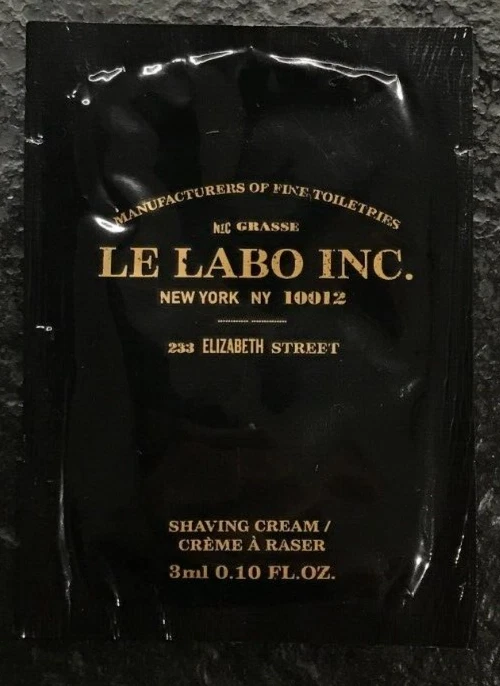 MANUFACTURERS OF FINE TOILETRIES
NYC GRASSE
LE LABO INC.
NEW YORK NY 10012
233 ELIZABETH STREET
SHAVING CREAM /
CRÈME À RASER
3ml 0.10 FL.OZ.